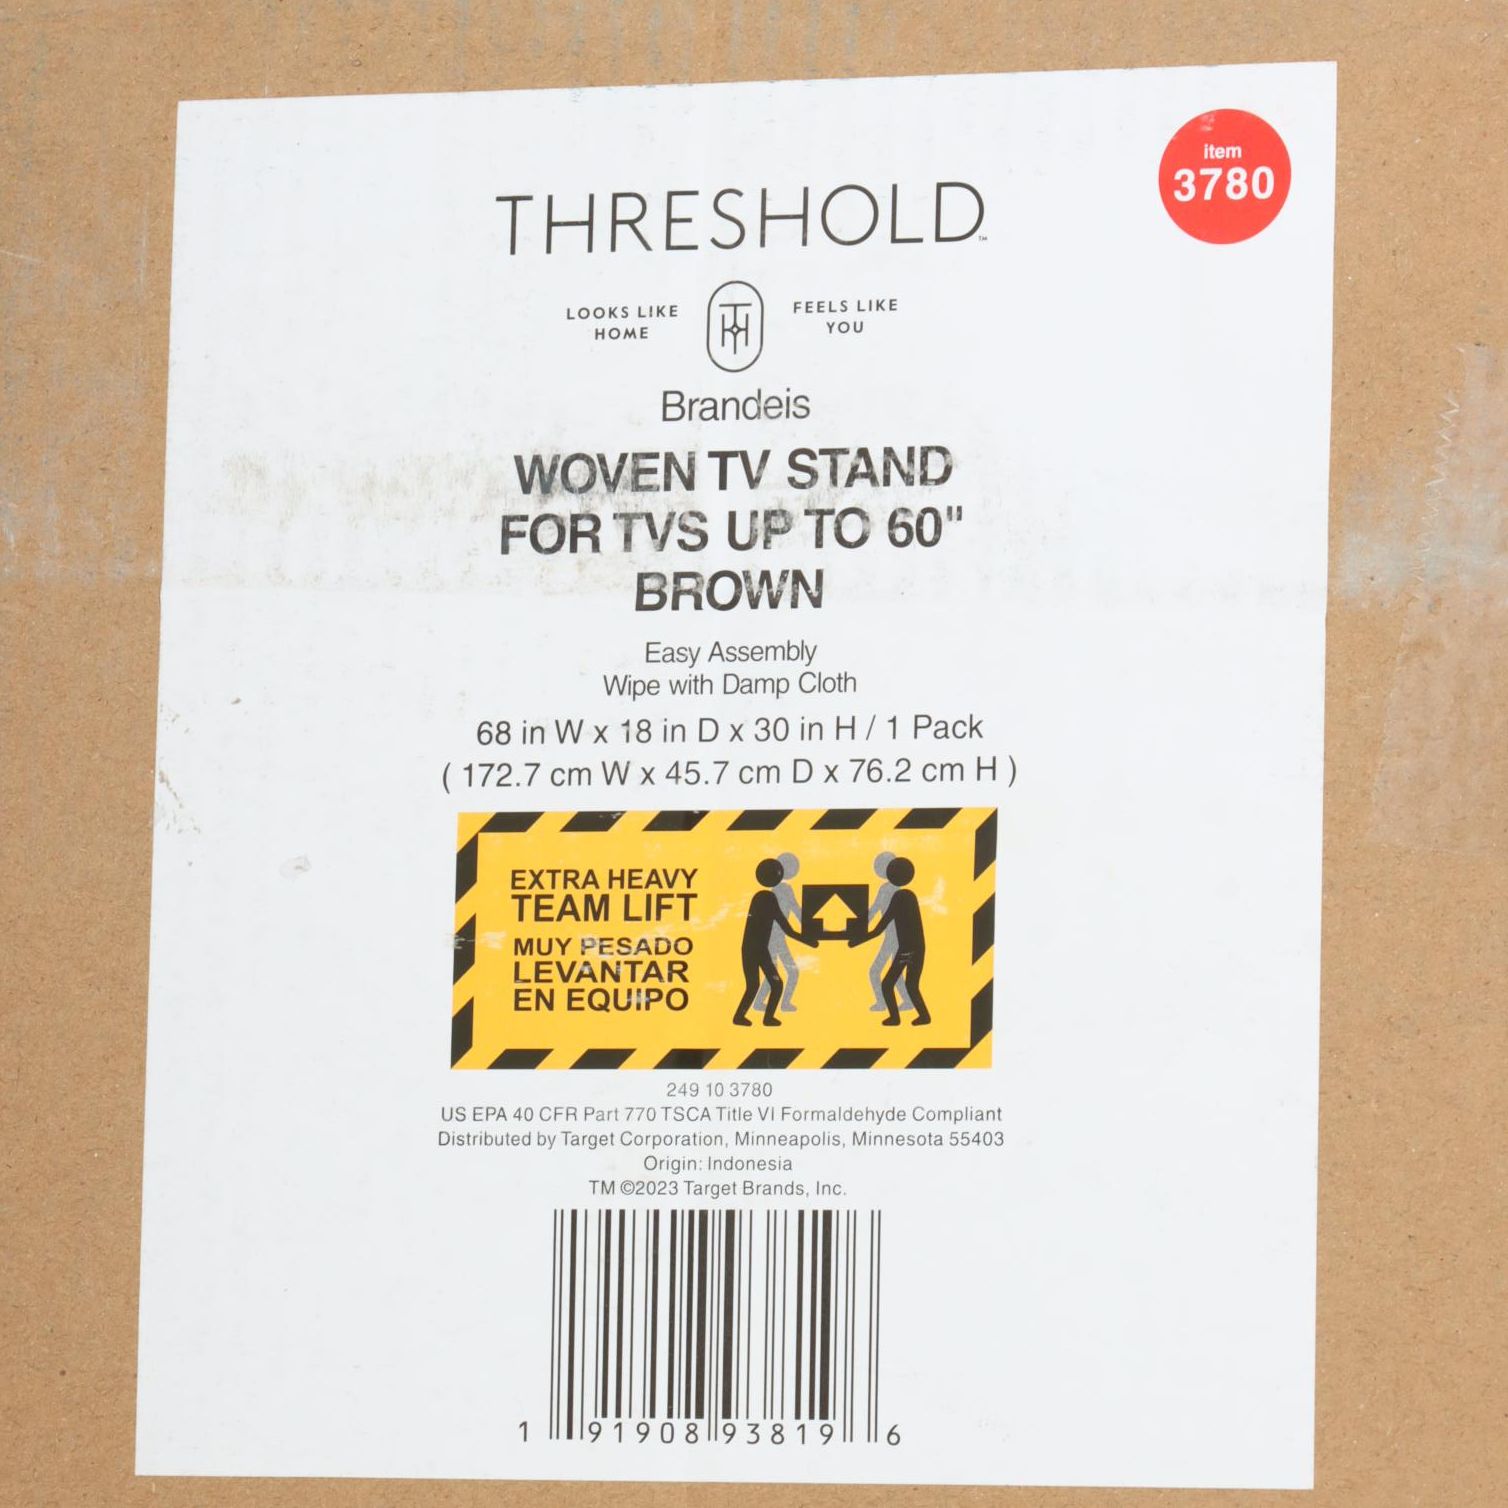 item
3780
THRESHOLD™
LOOKS LIKE
HOME
FEELS LIKE
YOU
TH
Brandeis
WOVEN TV STAND
FOR TVS UP TO 60"
BROWN
Easy Assembly
Wipe with Damp Cloth
68 in W x 18 in D x 30 in H / 1 Pack
( 172.7 cm W x 45.7 cm D x 76.2 cm H )
EXTRA HEAVY
TEAM LIFT
MUY PESADO
LEVANTAR
EN EQUIPO
249 10 3780
US EPA 40 CFR Part 770 TSCA Title VI Formaldehyde Compliant
Distributed by Target Corporation, Minneapolis, Minnesota 55403
Origin: Indonesia
TM ©2023 Target Brands, Inc.
1 91908 93819 6